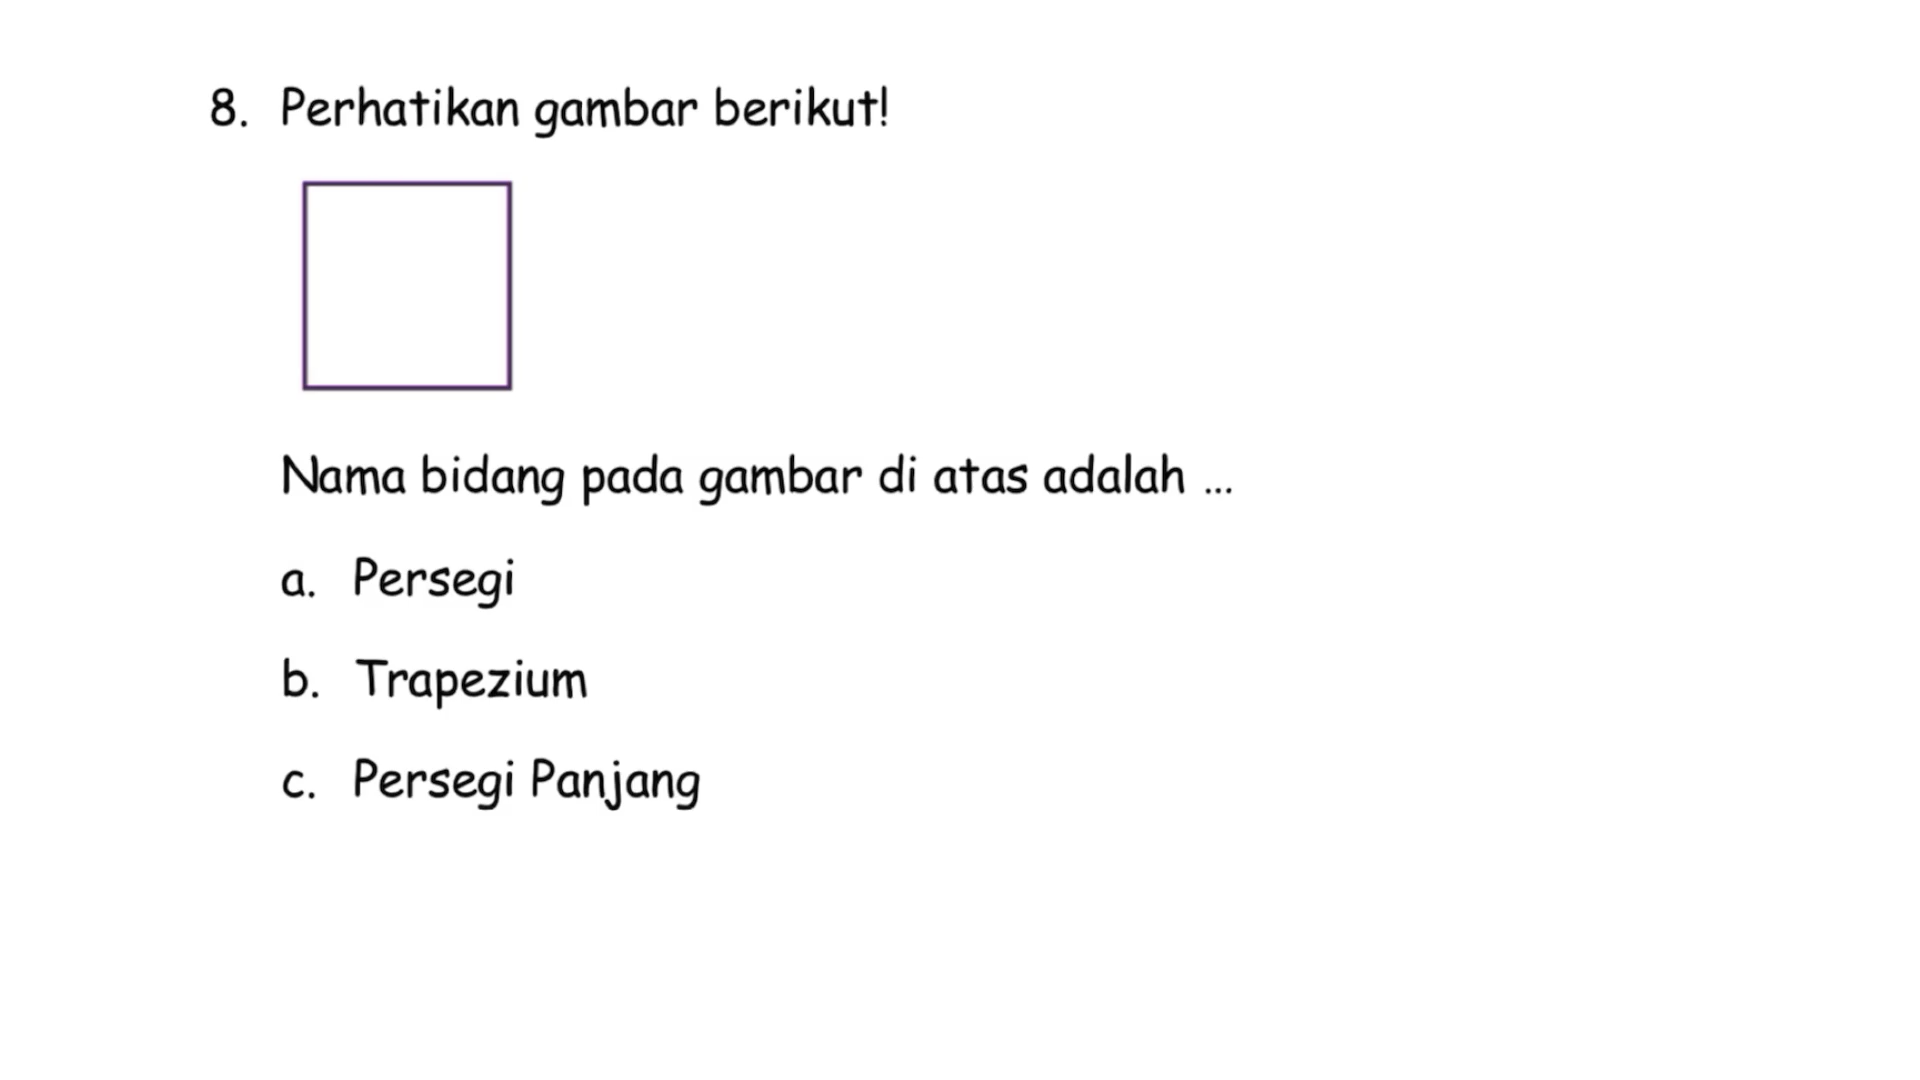 8. Perhatikan gambar berikut!
Nama bidang pada gambar di atas adalah ...
a. Persegi
b. Trapezium
c. Persegi Panjang